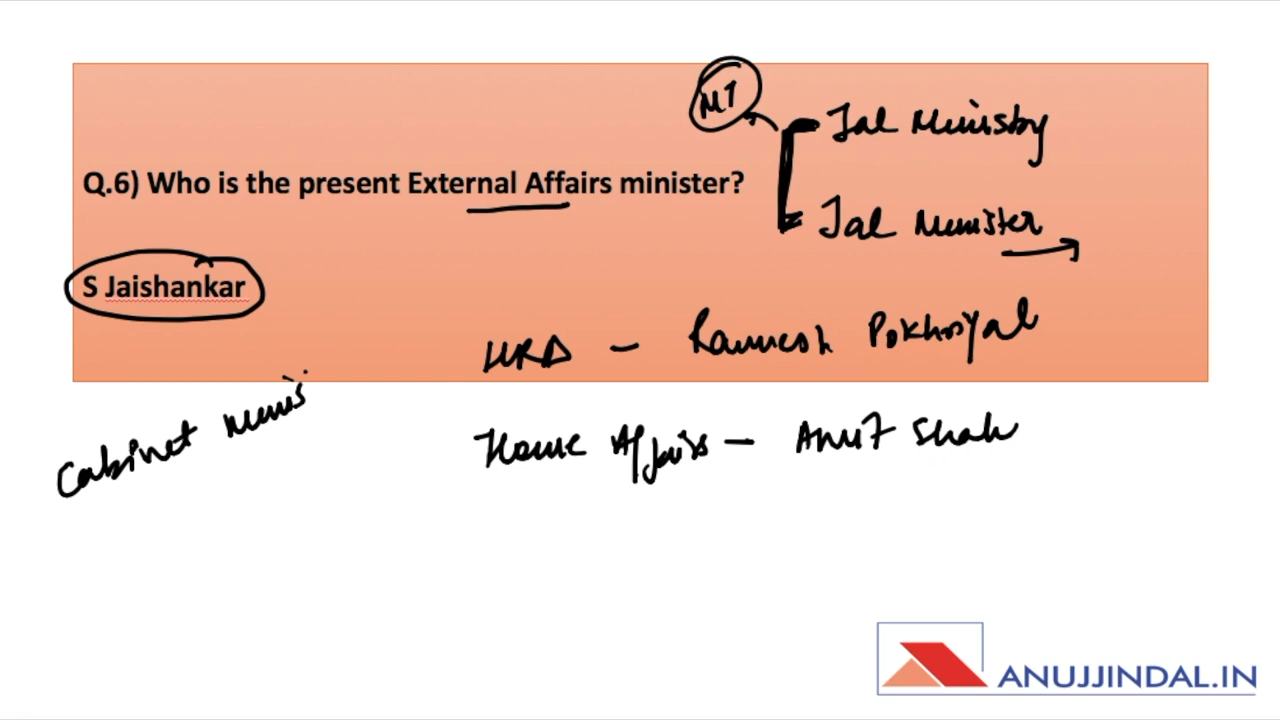 Jal Ministry
Q.6) Who is the present External Affairs minister?
Jal Minister
S Jaishankar
HRD - Ramesh Pokhriyal
Cabinet Minis
Home Affairs - Amit Shah
ANUJJINDAL.IN